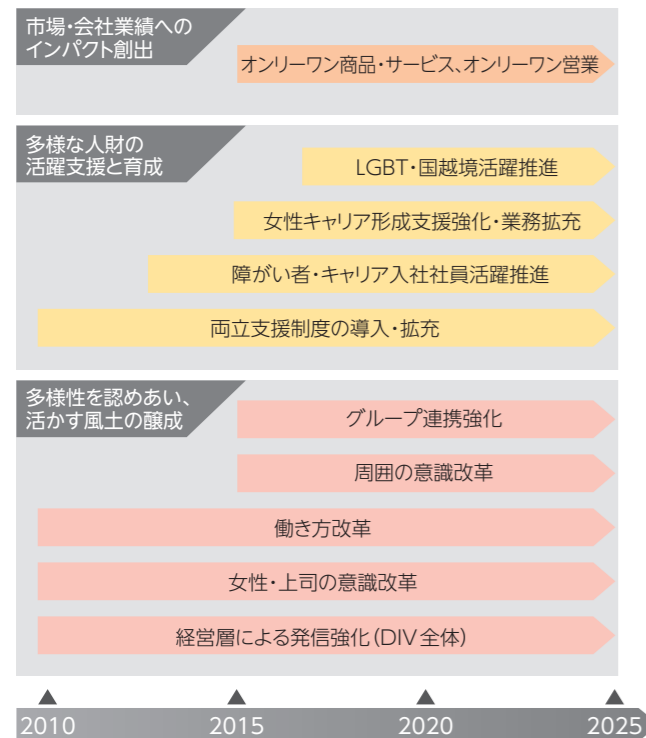 市場・会社業績への
インパクト創出
オンリーワン商品・サービス、オンリーワン営業
多様な人財の
活躍支援と育成
LGBT・国越境活躍推進
女性キャリア形成支援強化・業務拡充
障がい者・キャリア入社社員活躍推進
両立支援制度の導入・拡充
多様性を認めあい、
活かす風土の醸成
グループ連携強化
周囲の意識改革
働き方改革
女性・上司の意識改革
経営層による発信強化（DIV全体）
2010 2015 2020 2025